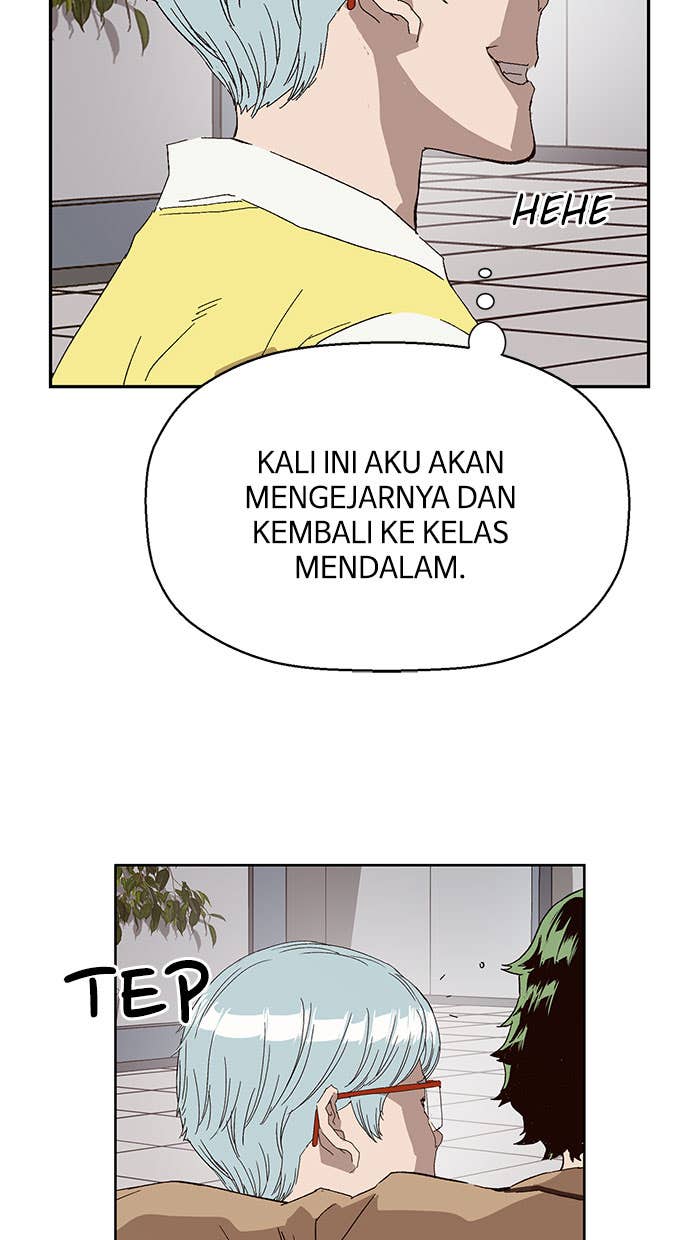 HEHE
KALI INI AKU AKAN
MENGEJARNYA DAN
KEMBALI KE KELAS
MENDALAM.
TEP